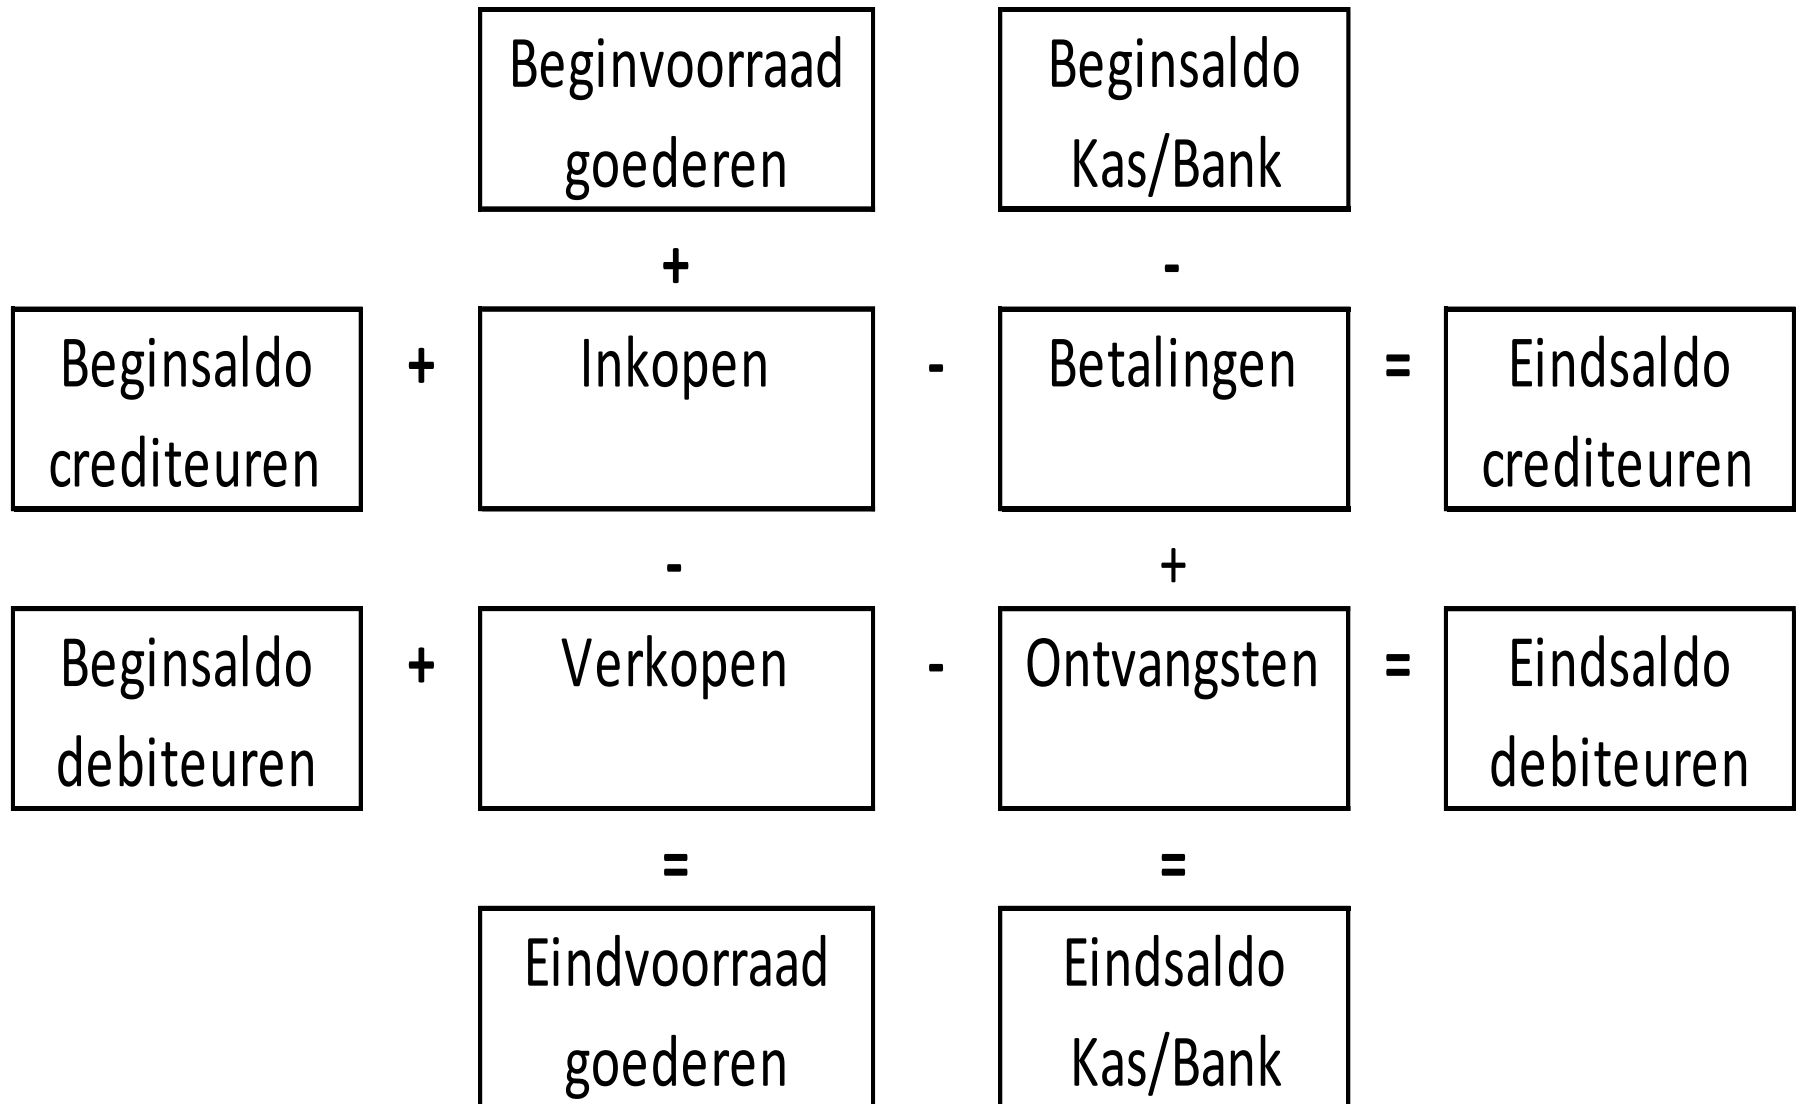 Beginvoorraad Beginsaldo
goederen Kas/Bank
+ -
Beginsaldo + Inkopen - Betalingen = Eindsaldo
crediteuren crediteuren
- +
Beginsaldo + Verkopen - Ontvangsten = Eindsaldo
debiteuren debiteuren
= =
Eindvoorraad Eindsaldo
goederen Kas/Bank